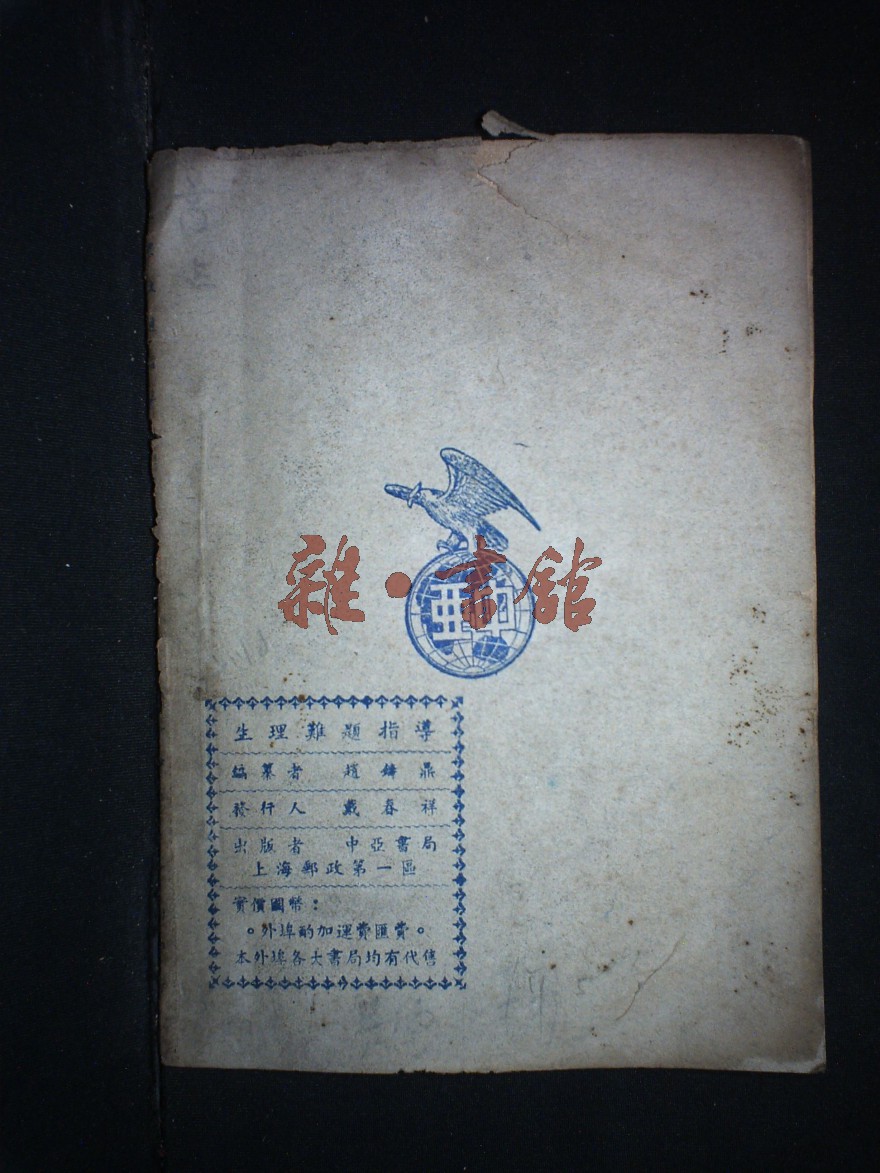 雜·書館
亞中
生理難題指導
編纂者 趙鑄鼎
發行人 戴春祥
出版者 中亞書局
上海郵政第一區
實價國幣：
。外埠酌加運費匯費。
本外埠各大書局均有代售